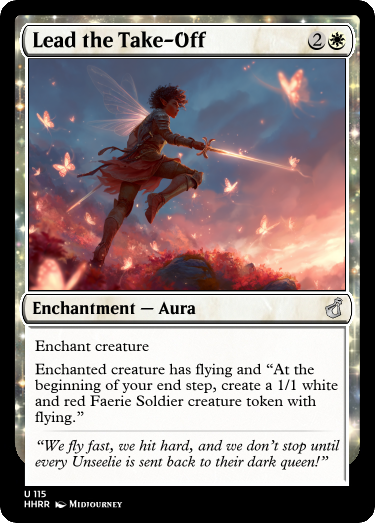 Lead the Take-Off 2
Enchantment — Aura
Enchant creature
Enchanted creature has flying and “At the
beginning of your end step, create a 1/1 white
and red Faerie Soldier creature token with
flying.”
“We fly fast, we hit hard, and we don’t stop until
every Unseelie is sent back to their dark queen!”
U 115
HHRR Midjourney